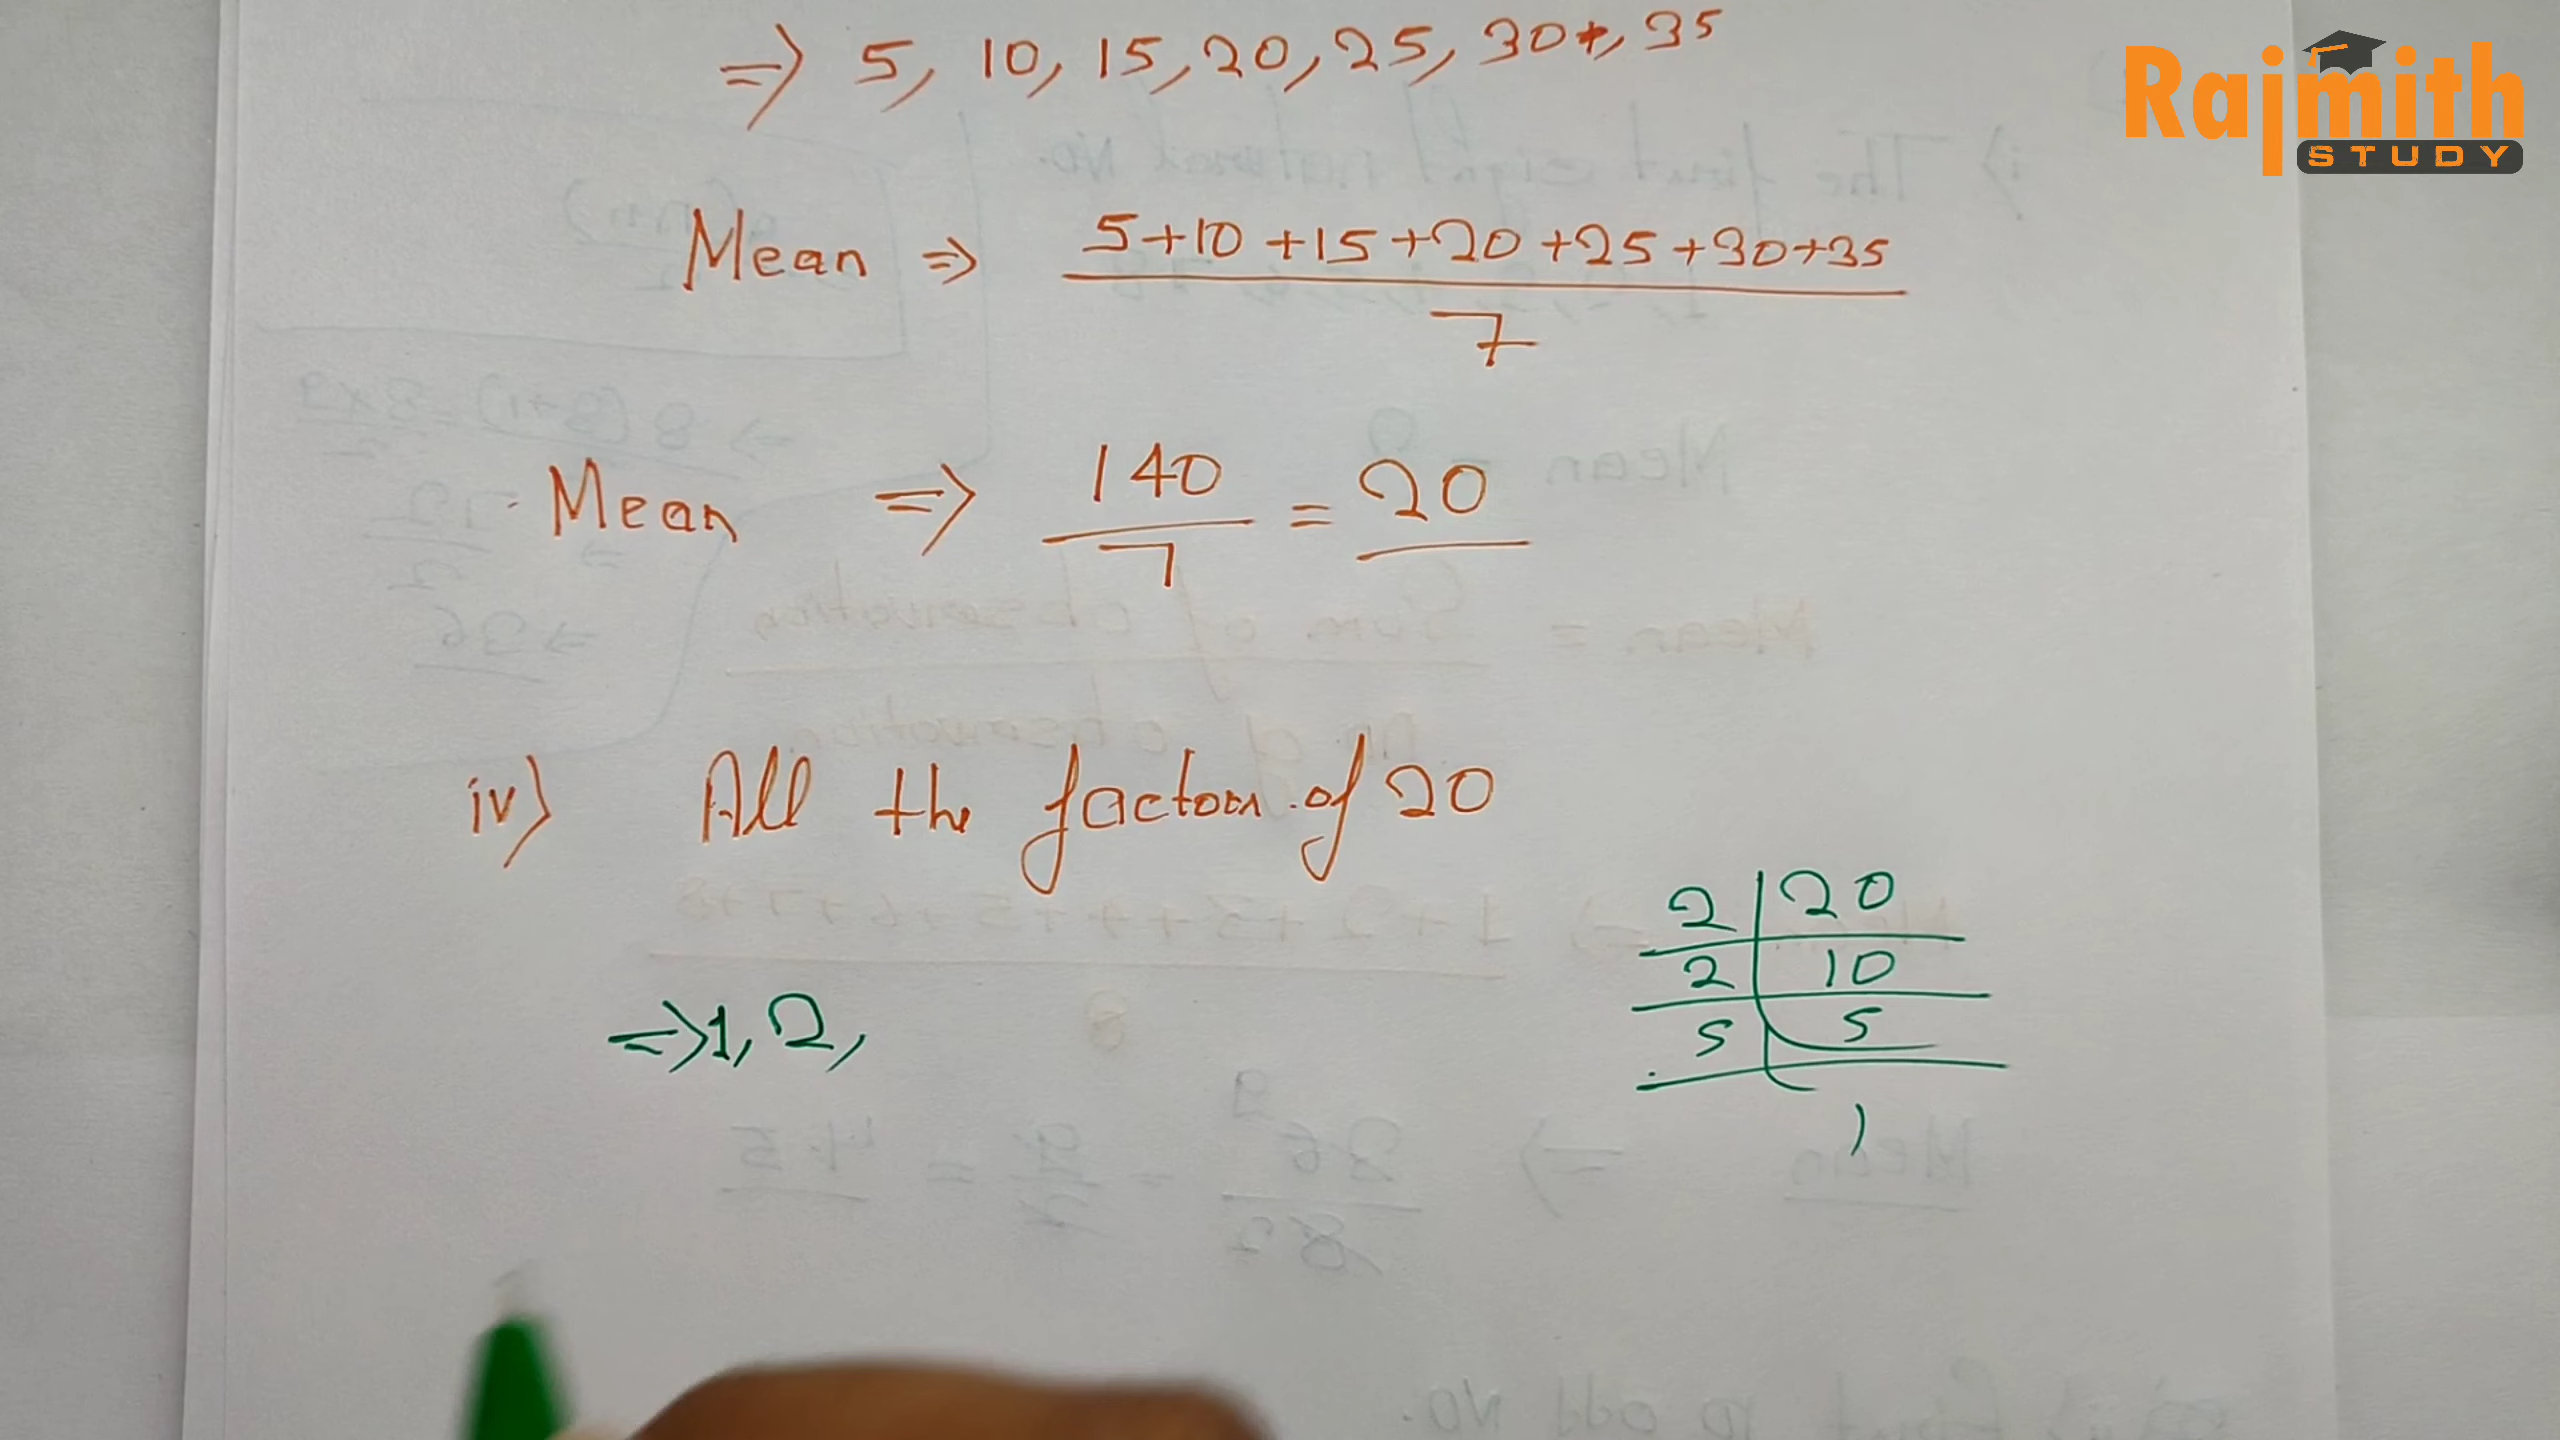 ⇒ 5, 10, 15, 20, 25, 30, 35
Rajmith
STUDY
Mean ⇒ 5+10+15+20+25+30+35
7
Mean ⇒ 140 = 20
7
iv) All the factors of 20
2 | 20
2 | 10
5 | 5
1
⇒ 1, 2,